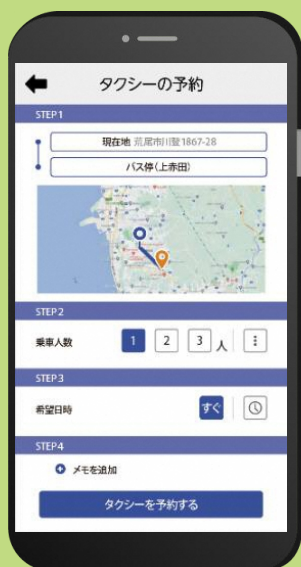 タクシーの予約
STEP1
現在地 荒尾市川登1867-28
バス停(上赤田)
STEP2
乗車人数 1 2 3 人
STEP3
希望日時 すぐ
STEP4
メモを追加
タクシーを予約する